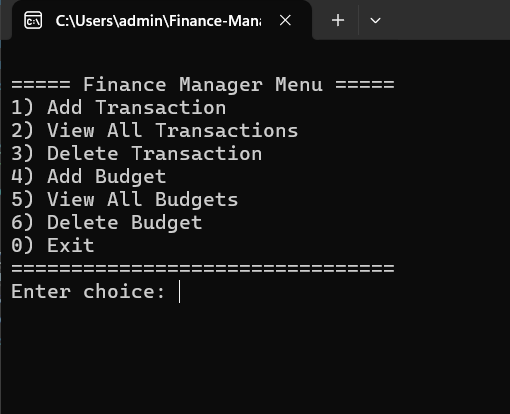 C:\Users\admin\Finance-Man
===== Finance Manager Menu =====
1) Add Transaction
2) View All Transactions
3) Delete Transaction
4) Add Budget
5) View All Budgets
6) Delete Budget
0) Exit
================================
Enter choice: